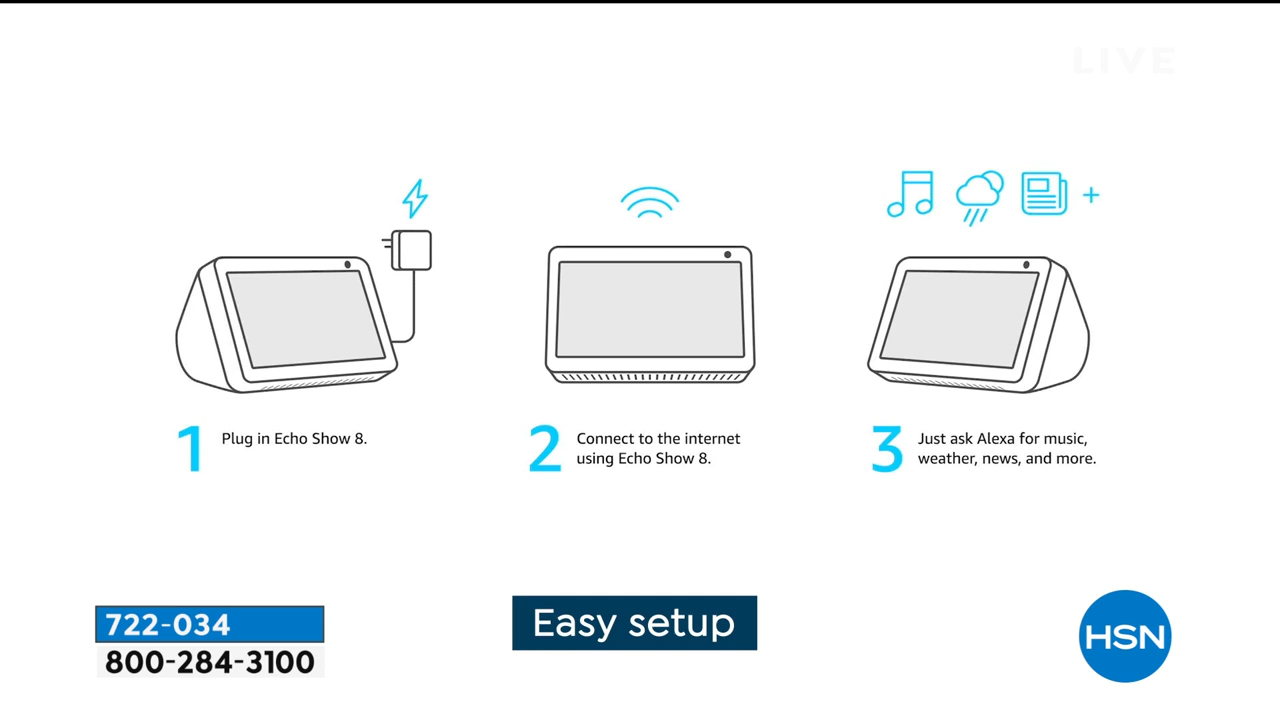 LIVE
1 Plug in Echo Show 8.
2 Connect to the internet
using Echo Show 8.
3 Just ask Alexa for music,
weather, news, and more.
722-034
800-284-3100
Easy setup
HSN